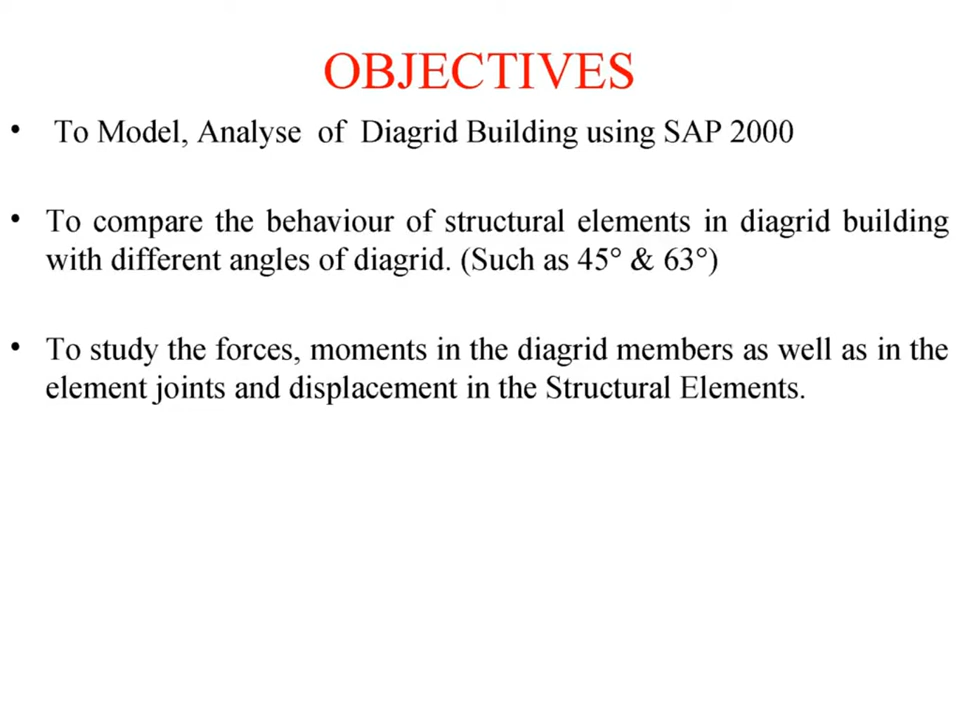 OBJECTIVES
• To Model, Analyse of Diagrid Building using SAP 2000
• To compare the behaviour of structural elements in diagrid building
with different angles of diagrid. (Such as 45° & 63°)
• To study the forces, moments in the diagrid members as well as in the
element joints and displacement in the Structural Elements.